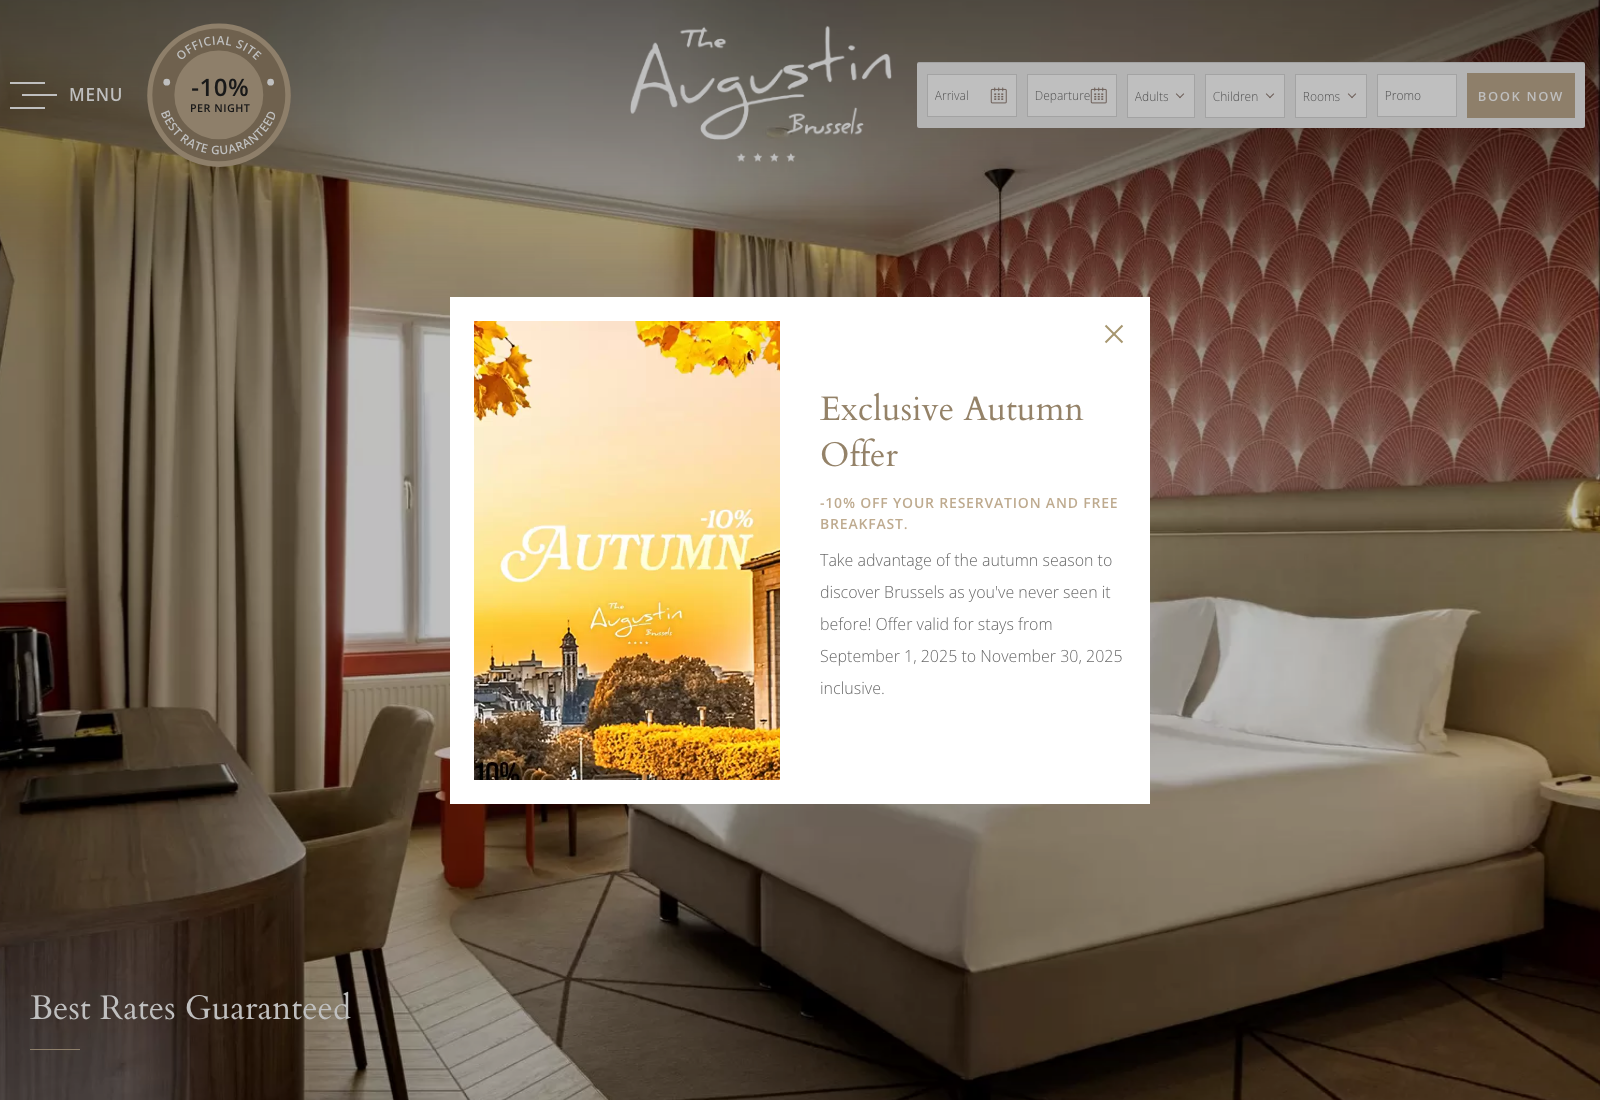 MENU
OFFICIAL SITE
-10%
PER NIGHT
BEST RATE GUARANTEED
The
Augustin
Brussels
Arrival
Departure
Adults
Children
Rooms
Promo
BOOK NOW
-10%
AUTUMN
The
Augustin
Brussels
10%
Exclusive Autumn
Offer
-10% OFF YOUR RESERVATION AND FREE
BREAKFAST.
Take advantage of the autumn season to
discover Brussels as you've never seen it
before! Offer valid for stays from
September 1, 2025 to November 30, 2025
inclusive.
Best Rates Guaranteed